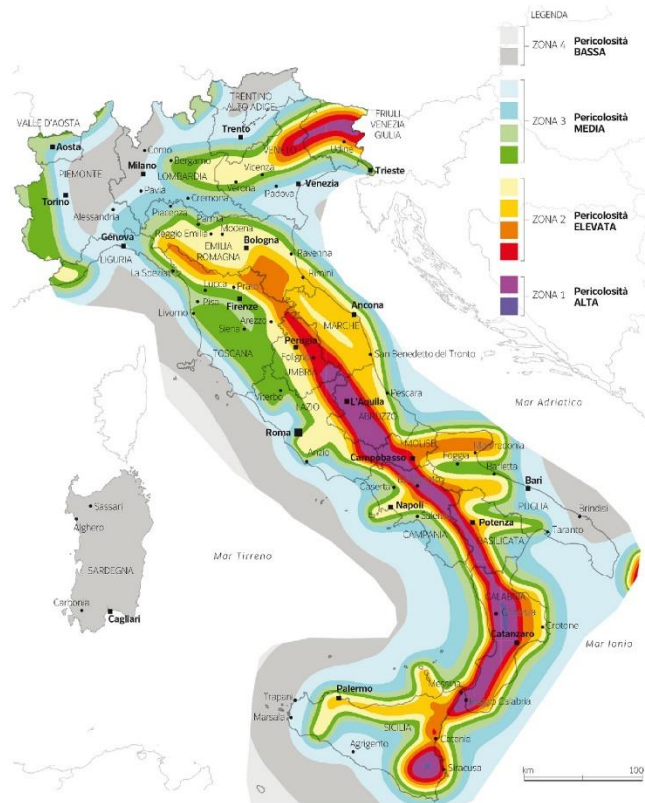 LEGENDA
ZONA 4
Pericolosità
BASSA
ZONA 3
Pericolosità
MEDIA
ZONA 2
Pericolosità
ELEVATA
ZONA 1
Pericolosità
ALTA
TRENTINO
ALTO ADIGE
FRIULI
VENEZIA
GIULIA
VALLE D'AOSTA
Aosta
Trento
Udine
Como
Bergamo
VENETO
Trieste
PIEMONTE
Milano
LOMBARDIA
Vicenza
Verona
Venezia
Torino
Pavia
Padova
Cremona
Alessandria
Piacenza
Parma
Modena
Reggio Emilia
Génova
EMILIA
ROMAGNA
Bologna
Ravenna
LIGURIA
La Spezia
Rimini
Lucca
Prato
Pisa
Firenze
Ancona
Livorno
Arezzo
MARCHE
Siena
Perugia
TOSCANA
Foligno
San Benedetto del Tronto
UMBRIA
Viterbo
Pescara
L'Aquila
Mar Adriatico
LAZIO
ABRUZZO
Roma
MOLISE
Manfredonia
Anzio
Campobasso
Foggia
Barletta
Caserta
Bari
Napoli
PUGLIA
Brindisi
Salerno
Potenza
Taranto
CAMPANIA
BASILICATA
Sassari
Alghero
Mar Tirreno
SARDEGNA
CALABRIA
Carbonia
Cagliari
Cosenza
Crotone
Catanzaro
Mar Ionio
Messina
Palermo
Reggio Calabria
Trapani
Marsala
SICILIA
Catania
Agrigento
Siracusa
km
100